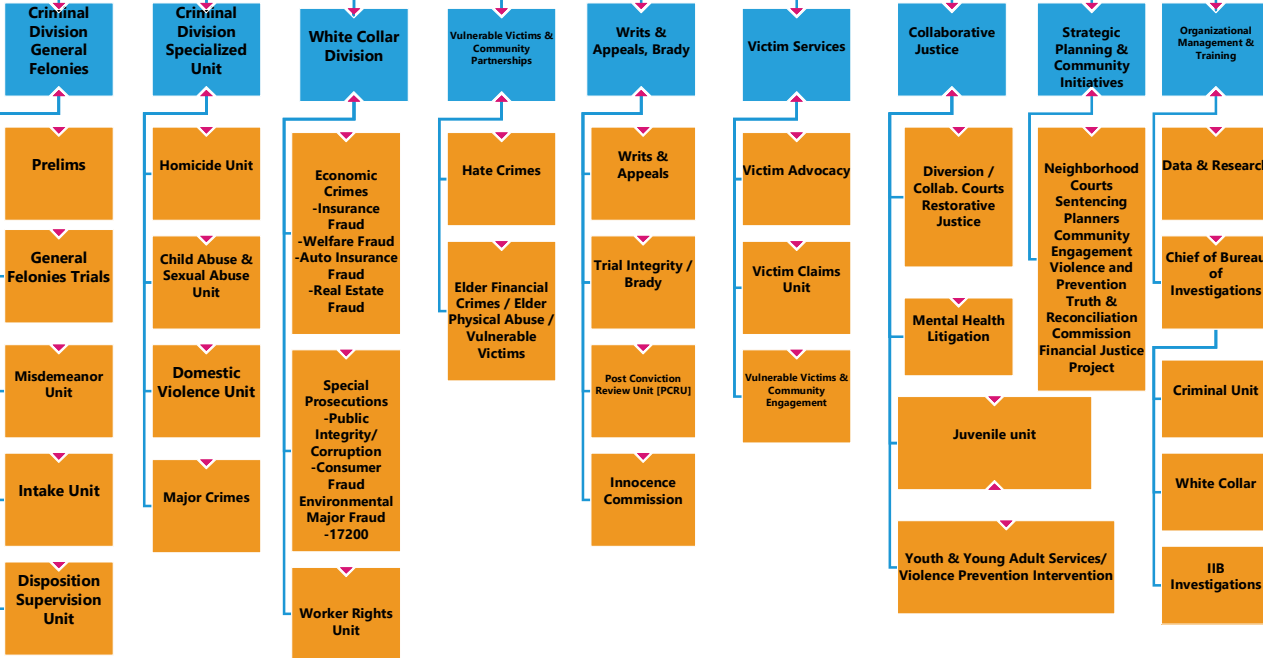 Criminal
Division
General
Felonies
Prelims
General
Felonies Trials
Misdemeanor
Unit
Intake Unit
Disposition
Supervision
Unit
Criminal
Division
Specialized
Unit
Homicide Unit
Child Abuse &
Sexual Abuse
Unit
Domestic
Violence Unit
Major Crimes
White Collar
Division
Economic
Crimes
-Insurance
Fraud
-Welfare Fraud
-Auto Insurance
Fraud
-Real Estate
Fraud
Special
Prosecutions
-Public
Integrity/
Corruption
-Consumer
Fraud
Environmental
Major Fraud
-17200
Worker Rights
Unit
Vulnerable Victims &
Community
Partnerships
Hate Crimes
Elder Financial
Crimes / Elder
Physical Abuse /
Vulnerable
Victims
Writs &
Appeals, Brady
Writs &
Appeals
Trial Integrity /
Brady
Post Conviction
Review Unit [PCRU]
Innocence
Commission
Victim Services
Victim Advocacy
Victim Claims
Unit
Vulnerable Victims &
Community
Engagement
Collaborative
Justice
Diversion /
Collab. Courts
Restorative
Justice
Mental Health
Litigation
Juvenile unit
Youth & Young Adult Services/
Violence Prevention Intervention
Strategic
Planning &
Community
Initiatives
Neighborhood
Courts
Sentencing
Planners
Community
Engagement
Violence and
Prevention
Truth &
Reconciliation
Commission
Financial Justice
Project
Organizational
Management &
Training
Data & Research
Chief of Bureau
of
Investigations
Criminal Unit
White Collar
IIB
Investigations